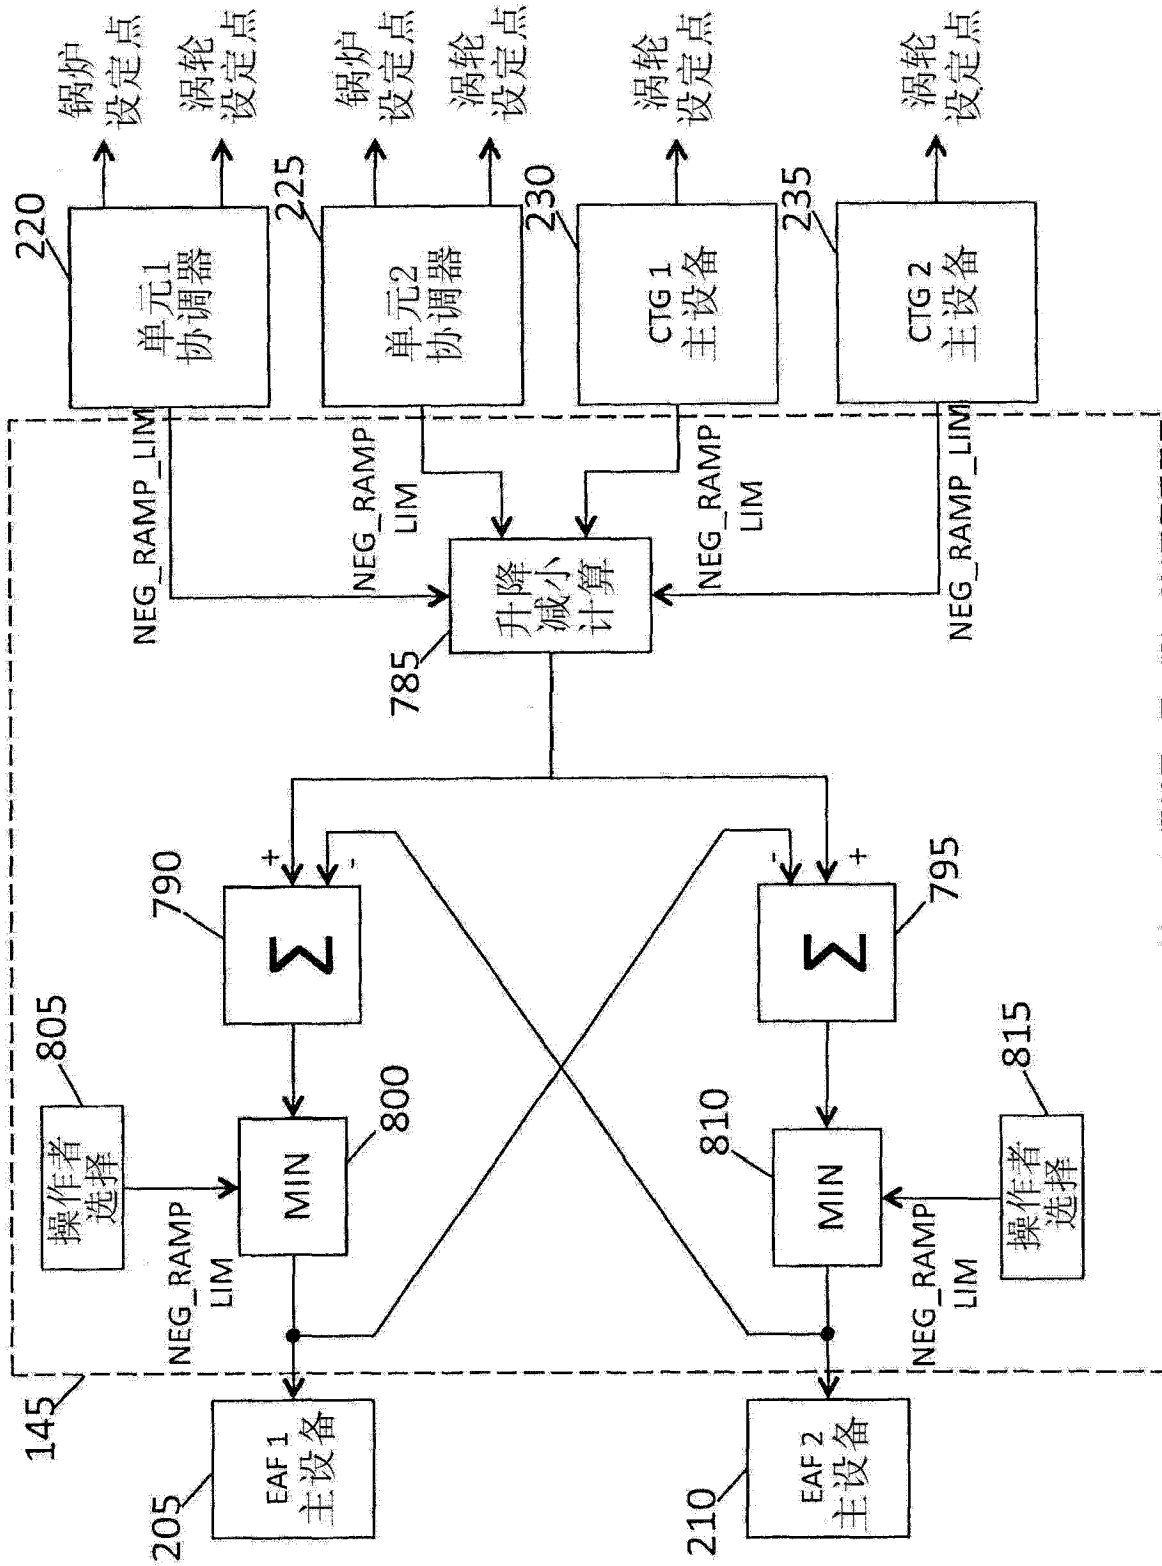 锅炉
设定点
涡轮
设定点
锅炉
设定点
涡轮
设定点
涡轮
设定点
涡轮
设定点
220
单元1
协调器
225
单元2
协调器
230
CTG 1
主设备
235
CTG 2
主设备
NEG_RAMP_LIM
NEG_RAMP
LIM
NEG_RAMP
LIM
NEG_RAMP_LIM
升降
减小
计算
785
+
-
790
Σ
-
+
795
Σ
805
操作者
选择
NEG_RAMP
LIM
MIN
800
810
MIN
NEG_RAMP
LIM
815
操作者
选择
145
EAF 1
主设备
205
EAF 2
主设备
210